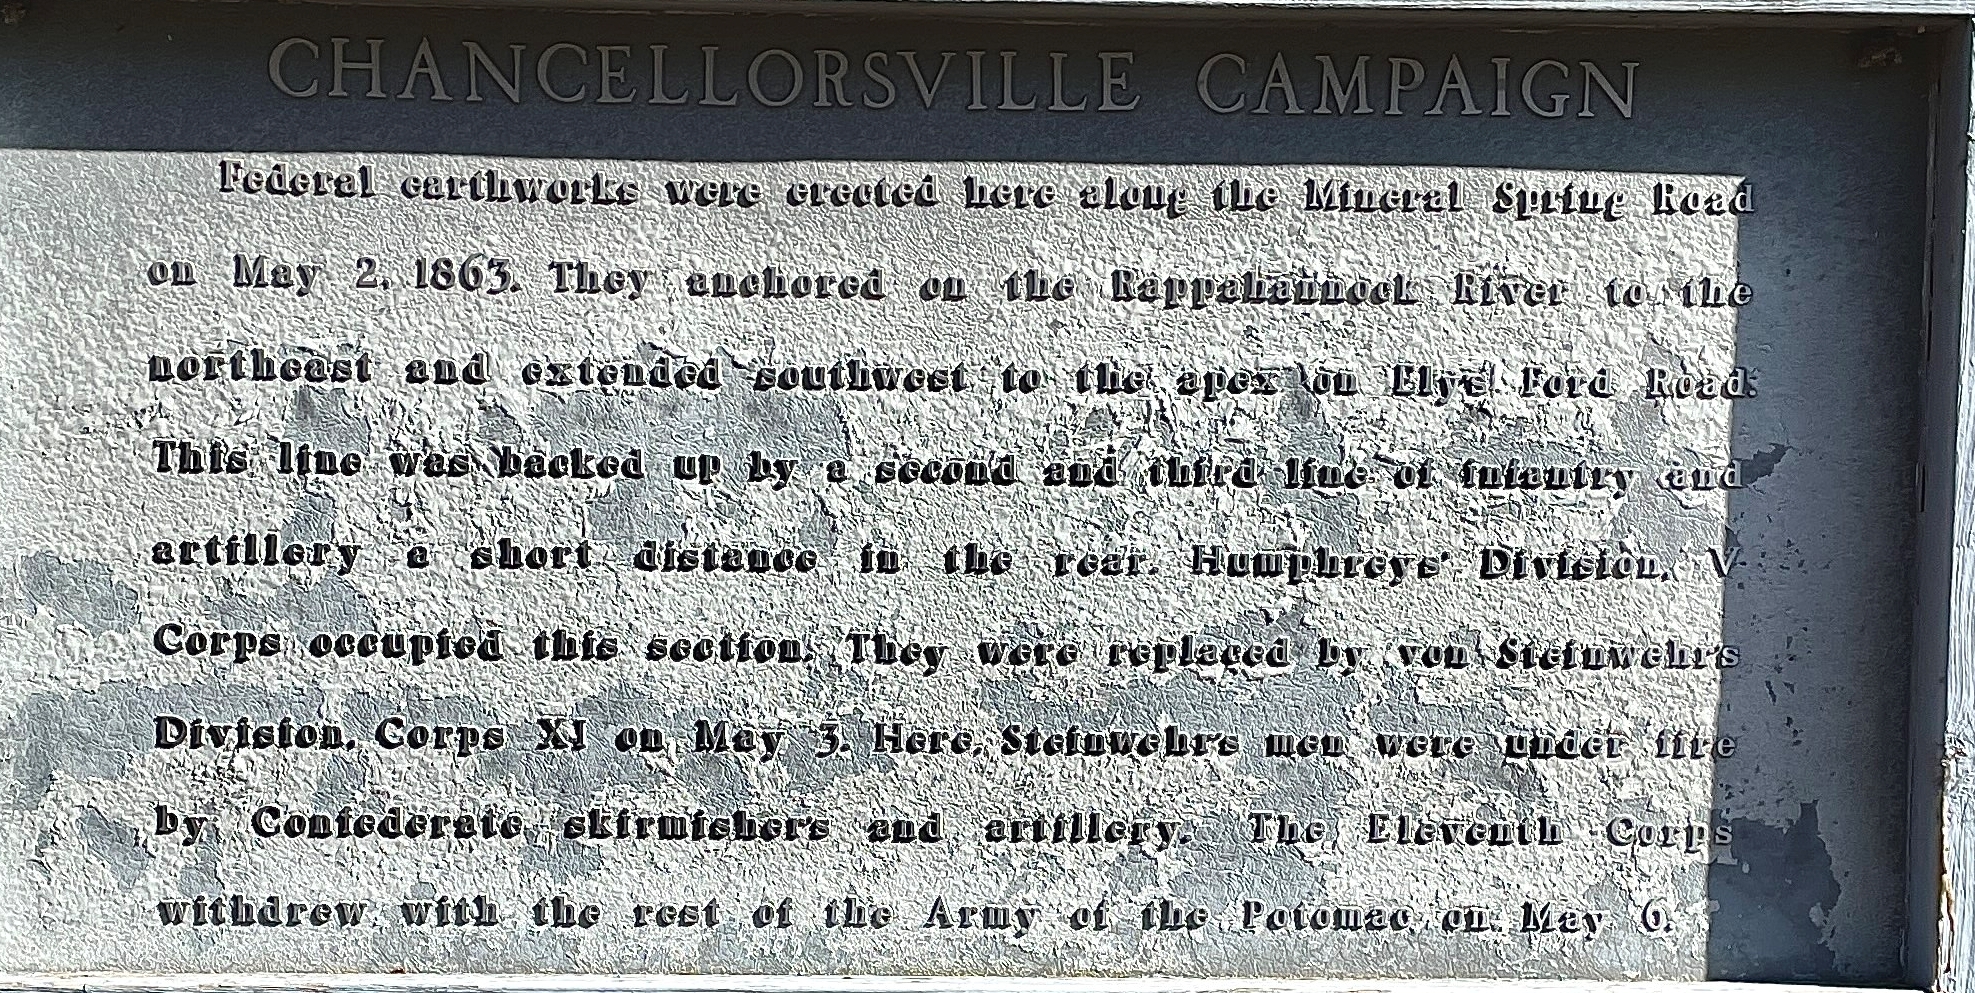 CHANCELLORSVILLE CAMPAIGN
Federal earthworks were erected here along the Mineral Spring Road
on May 2, 1863. They anchored on the Rappahannock River to the
northeast and extended southwest to the apex on Elys Ford Road.
This line was backed up by a second and third line of infantry and
artillery a short distance in the rear. Humphreys' Division, V
Corps occupied this section. They were replaced by von Steinwehr's
Division, Corps XI on May 3. Here, Steinwehr's men were under fire
by Confederate skirmishers and artillery. The Eleventh Corps
withdrew with the rest of the Army of the Potomac on May 6.